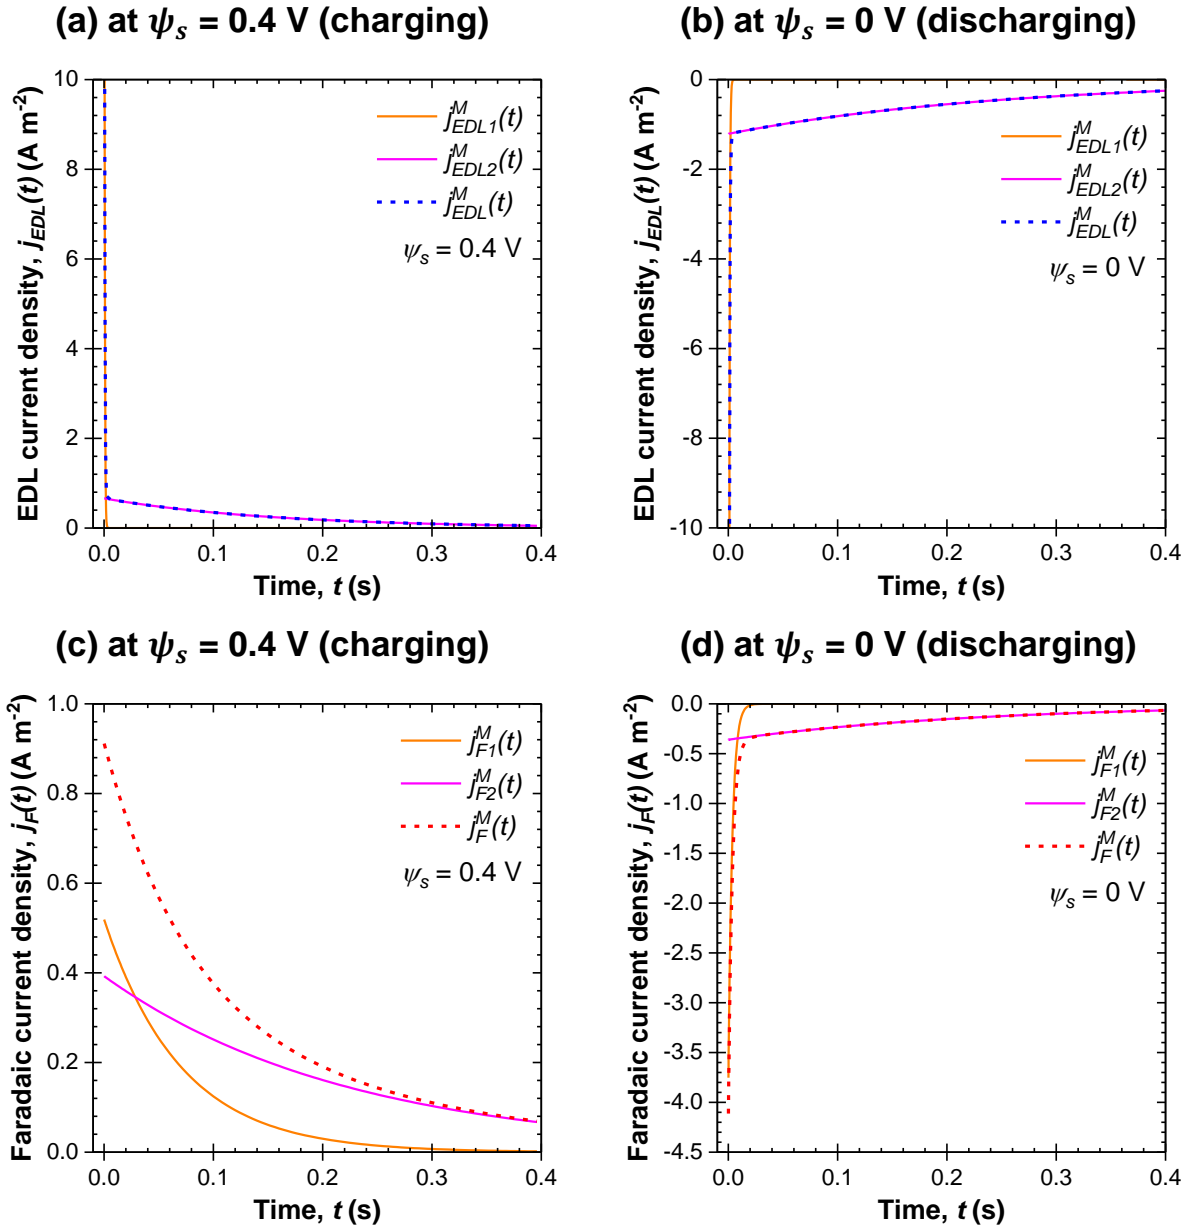 (a) at ψs = 0.4 V (charging)
EDL current density, jEDL(t) (A m-2)
10
8
6
4
2
0
jMEDL1(t)
jMEDL2(t)
jMEDL(t)
ψs = 0.4 V
0.0 0.1 0.2 0.3 0.4
Time, t (s)
(b) at ψs = 0 V (discharging)
EDL current density, jEDL(t) (A m-2)
0
-2
-4
-6
-8
-10
jMEDL1(t)
jMEDL2(t)
jMEDL(t)
ψs = 0 V
0.0 0.1 0.2 0.3 0.4
Time, t (s)
(c) at ψs = 0.4 V (charging)
Faradaic current density, jF(t) (A m-2)
1.0
0.8
0.6
0.4
0.2
0.0
jMF1(t)
jMF2(t)
jMF(t)
ψs = 0.4 V
0.0 0.1 0.2 0.3 0.4
Time, t (s)
(d) at ψs = 0 V (discharging)
Faradaic current density, jF(t) (A m-2)
0.0
-0.5
-1.0
-1.5
-2.0
-2.5
-3.0
-3.5
-4.0
-4.5
jMF1(t)
jMF2(t)
jMF(t)
ψs = 0 V
0.0 0.1 0.2 0.3 0.4
Time, t (s)